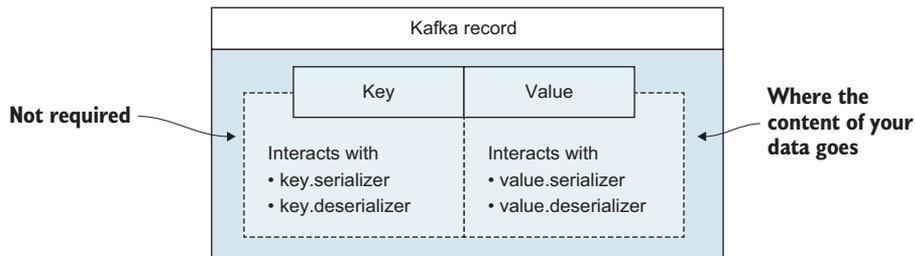 Kafka record
Key
Value
Not required
Where the
content of your
data goes
Interacts with
• key.serializer
• key.deserializer
Interacts with
• value.serializer
• value.deserializer